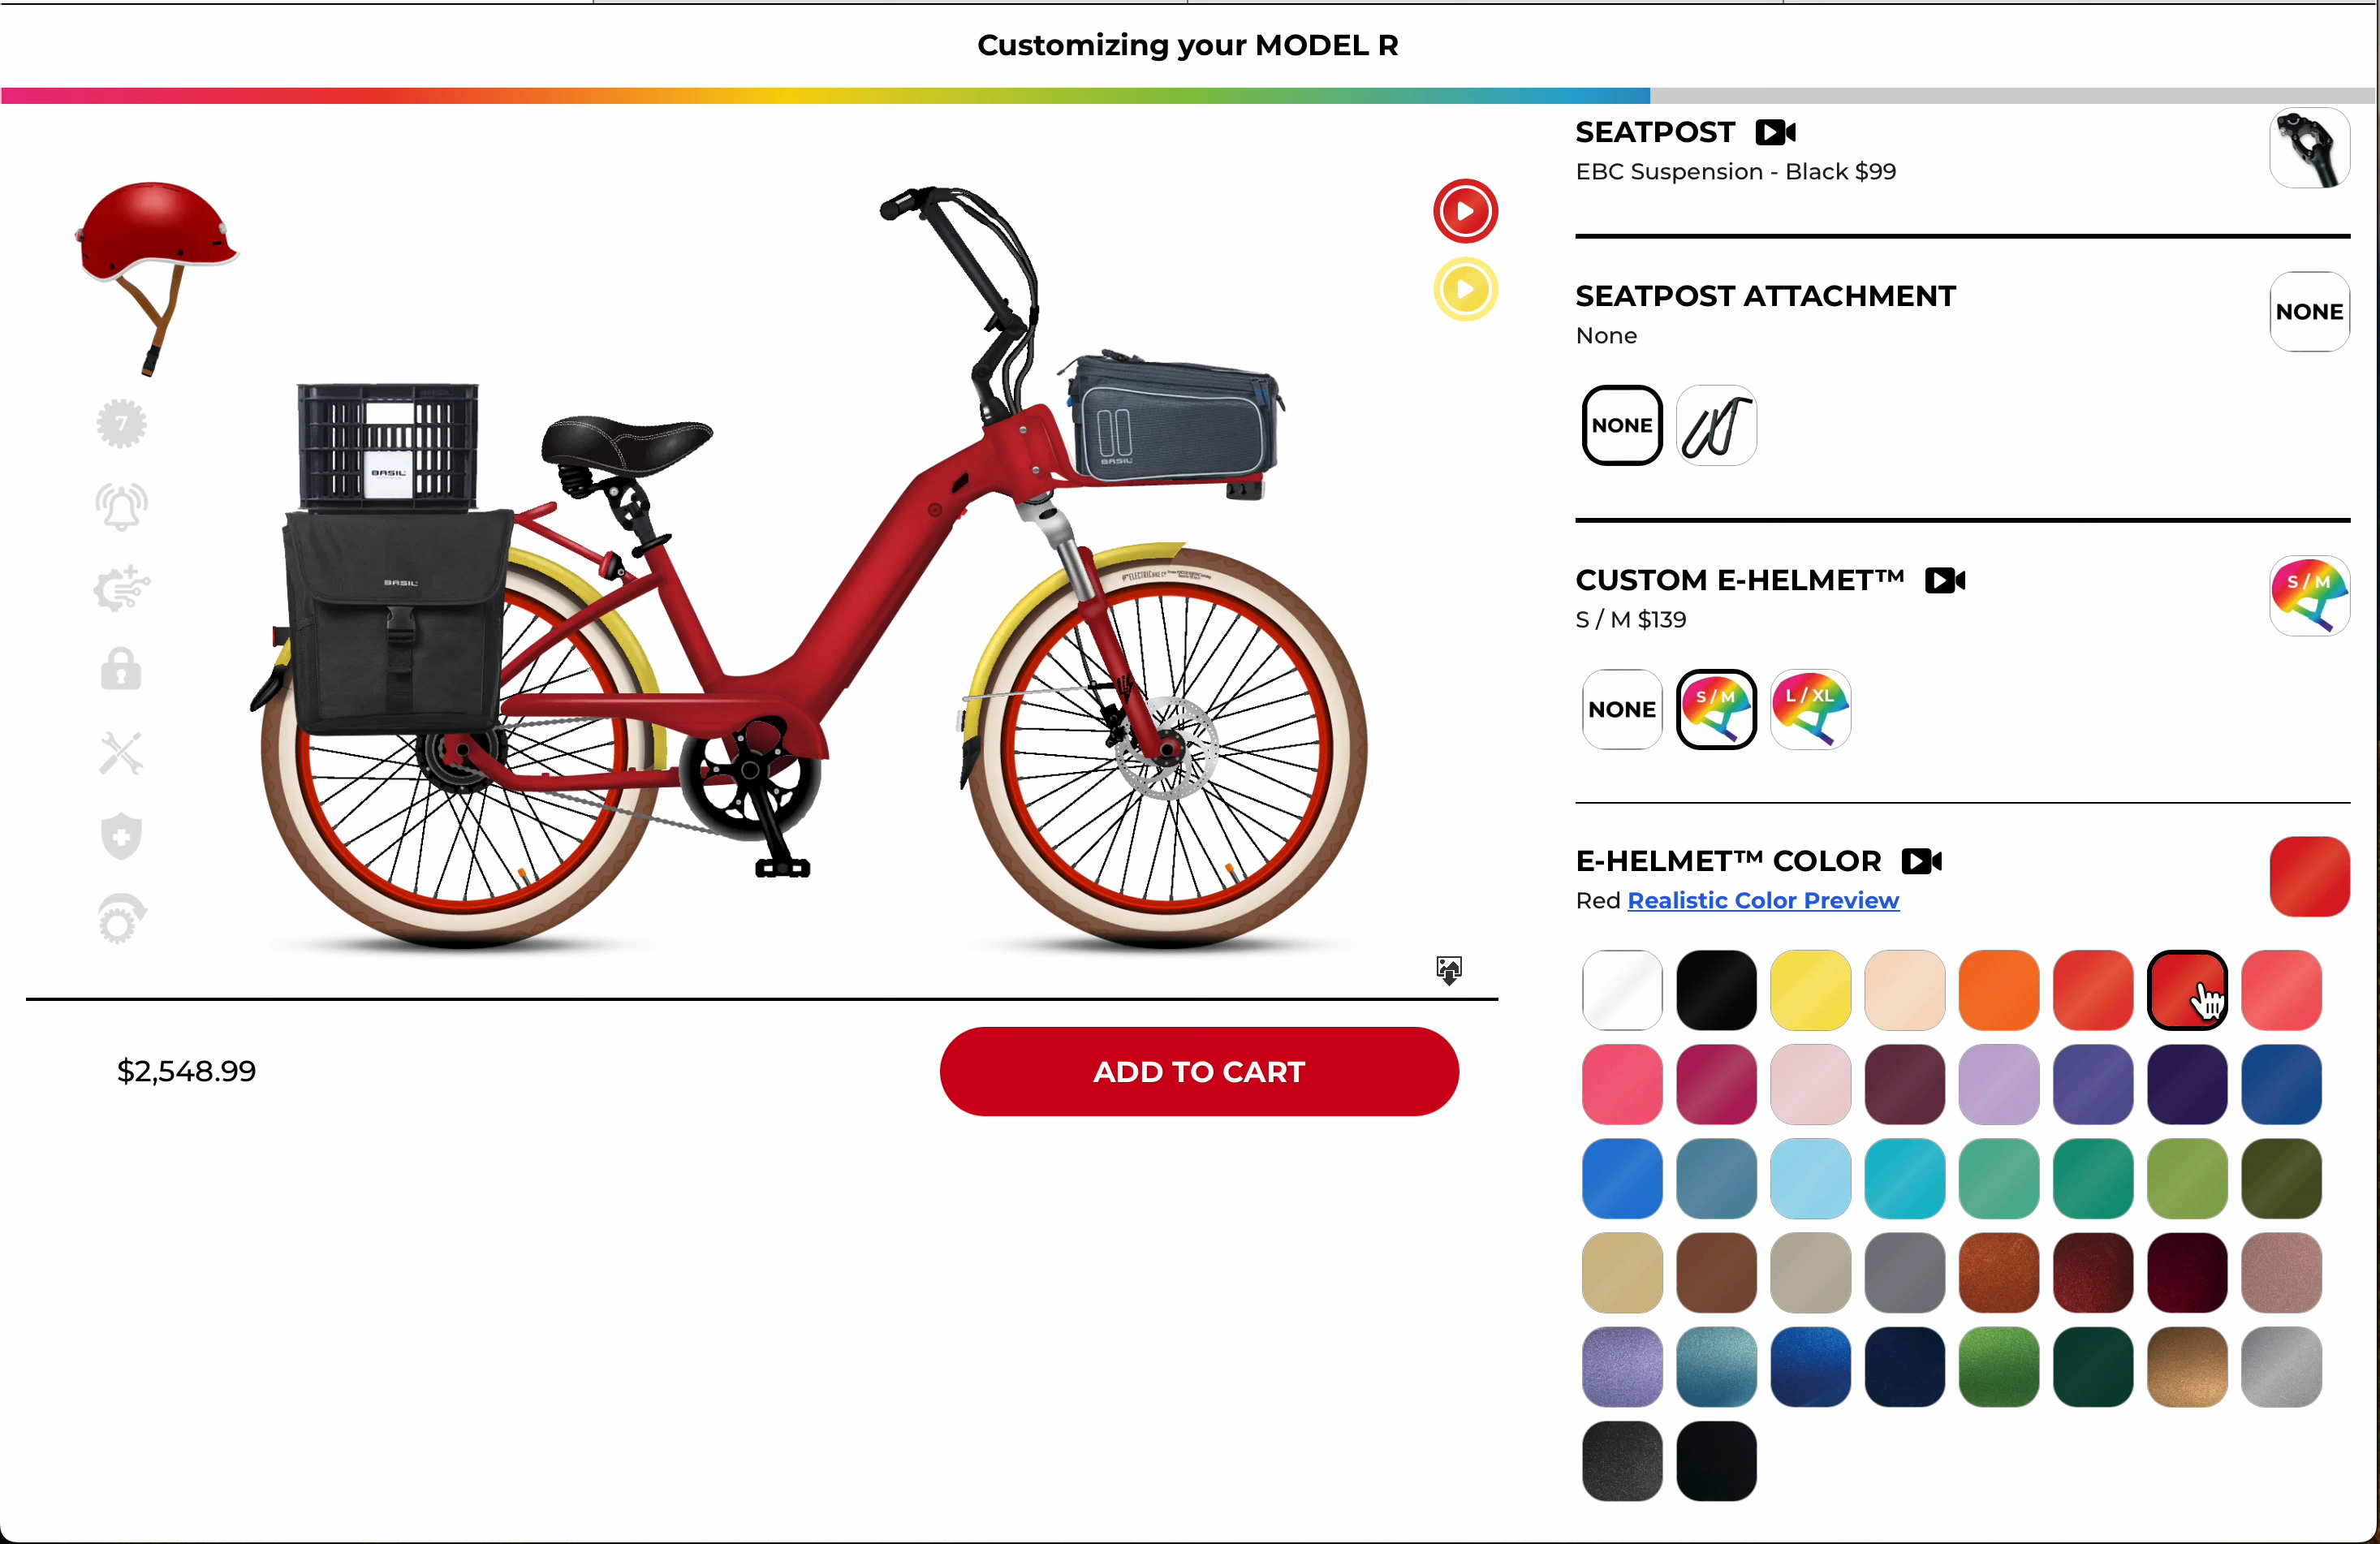 Customizing your MODEL R
SEATPOST
EBC Suspension - Black $99
SEATPOST ATTACHMENT
None
NONE
NONE
CUSTOM E-HELMET™
S / M $139
S / M
NONE
S / M
L / XL
E-HELMET™ COLOR
Red Realistic Color Preview
7
BASIL
BASIL
BASIL
$2,548.99
ADD TO CART